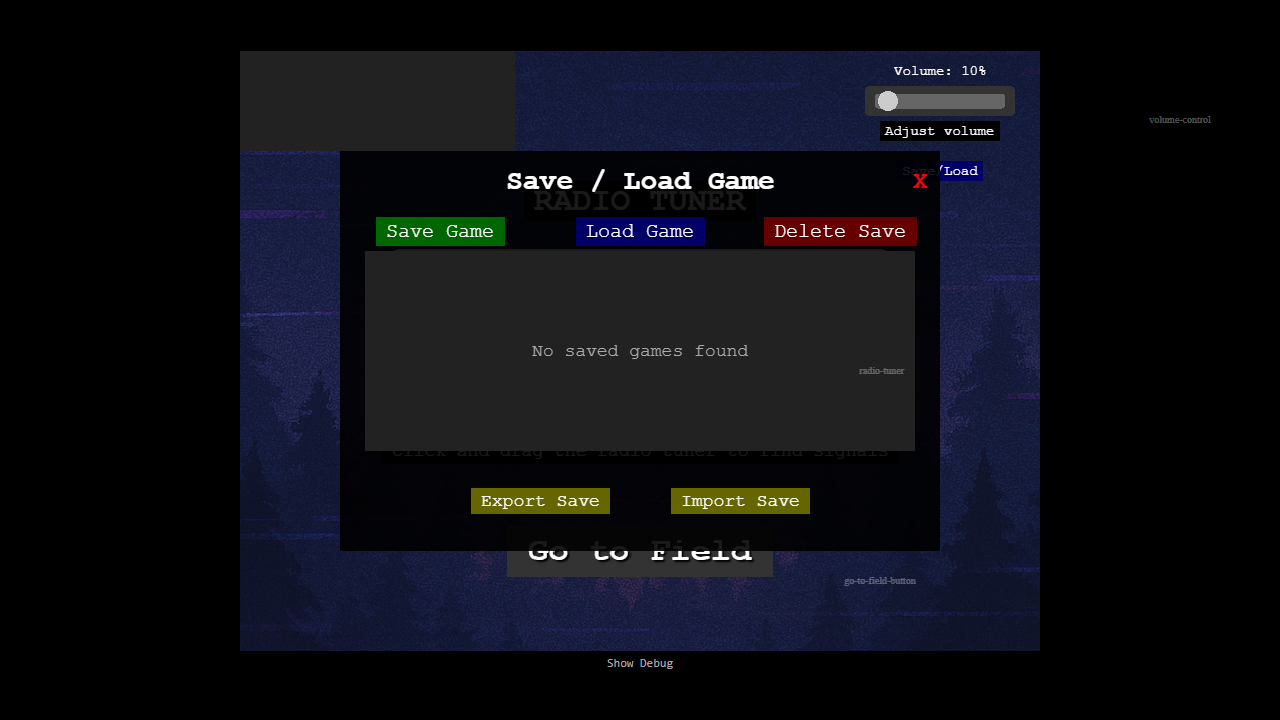 Volume: 10%
Adjust volume
volume-control
Save/Load
Save / Load Game
X
RADIO TUNER
Save Game
Load Game
Delete Save
No saved games found
radio-tuner
Click and drag the radio tuner to find signals
Export Save
Import Save
Go to Field
go-to-field-button
Show Debug